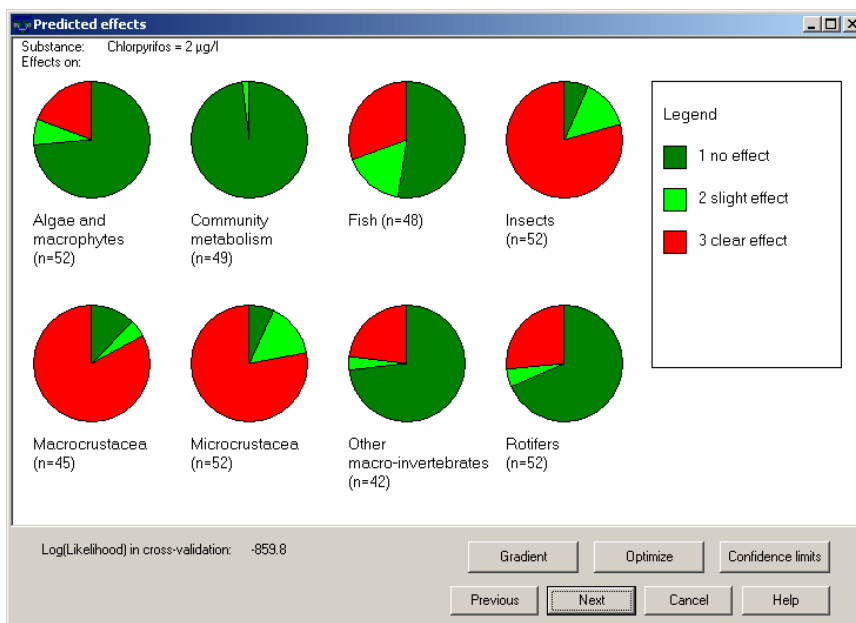 Predicted effects
Substance: Chlorpyrifos = 2 µg/l
Effects on:
Algae and
macrophytes
(n=52)
Community
metabolism
(n=49)
Fish (n=48)
Insects
(n=52)
Legend
1 no effect
2 slight effect
3 clear effect
Macrocrustacea
(n=45)
Microcrustacea
(n=52)
Other
macro-invertebrates
(n=42)
Rotifers
(n=52)
Log(Likelihood) in cross-validation: -859.8
Gradient
Optimize
Confidence limits
Previous
Next
Cancel
Help